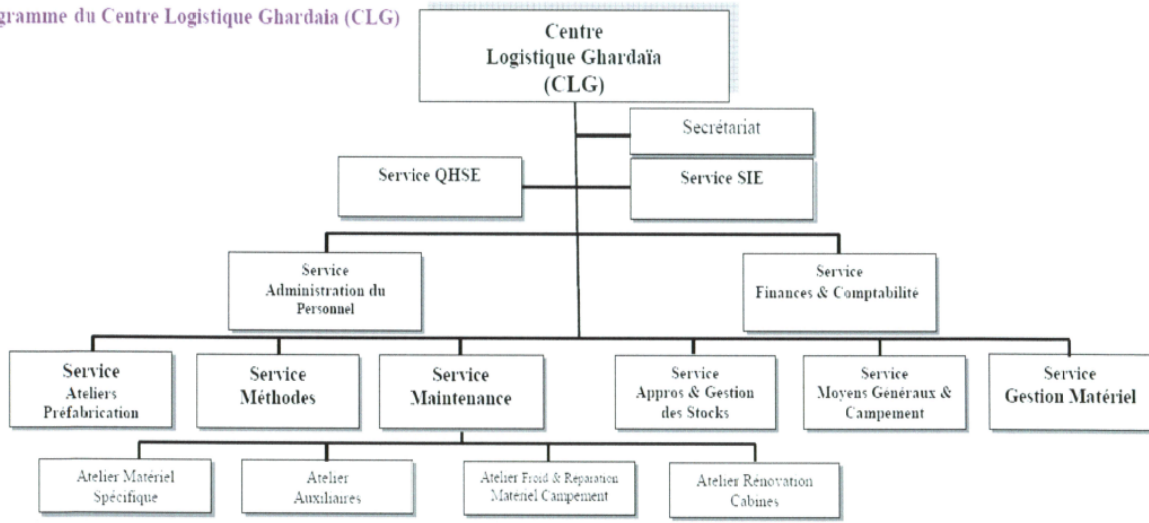 gramme du Centre Logistique Ghardaia (CLG)
Centre
Logistique Ghardaïa
(CLG)
Secrétariat
Service QHSE
Service SIE
Service
Administration du
Personnel
Service
Finances & Comptabilité
Service
Ateliers
Préfabrication
Service
Méthodes
Service
Maintenance
Service
Appros & Gestion
des Stocks
Service
Moyens Généraux &
Campement
Service
Gestion Matériel
Atelier Matériel
Spécifique
Atelier
Auxiliaires
Atelier Froid & Reparation
Matériel Campement
Atelier Rénovation
Cabines